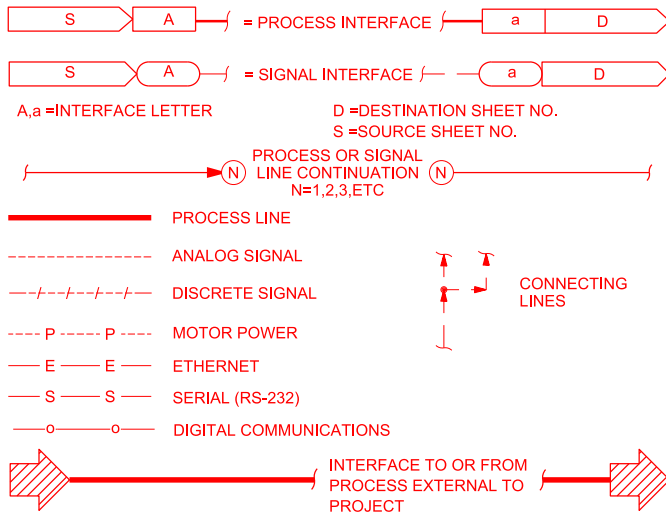 S A = PROCESS INTERFACE a D
S A = SIGNAL INTERFACE a D
A,a =INTERFACE LETTER
D =DESTINATION SHEET NO.
S =SOURCE SHEET NO.
N PROCESS OR SIGNAL N
LINE CONTINUATION
N=1,2,3,ETC
PROCESS LINE
ANALOG SIGNAL
DISCRETE SIGNAL
P P MOTOR POWER
E E ETHERNET
S S SERIAL (RS-232)
o o DIGITAL COMMUNICATIONS
CONNECTING
LINES
INTERFACE TO OR FROM
PROCESS EXTERNAL TO
PROJECT